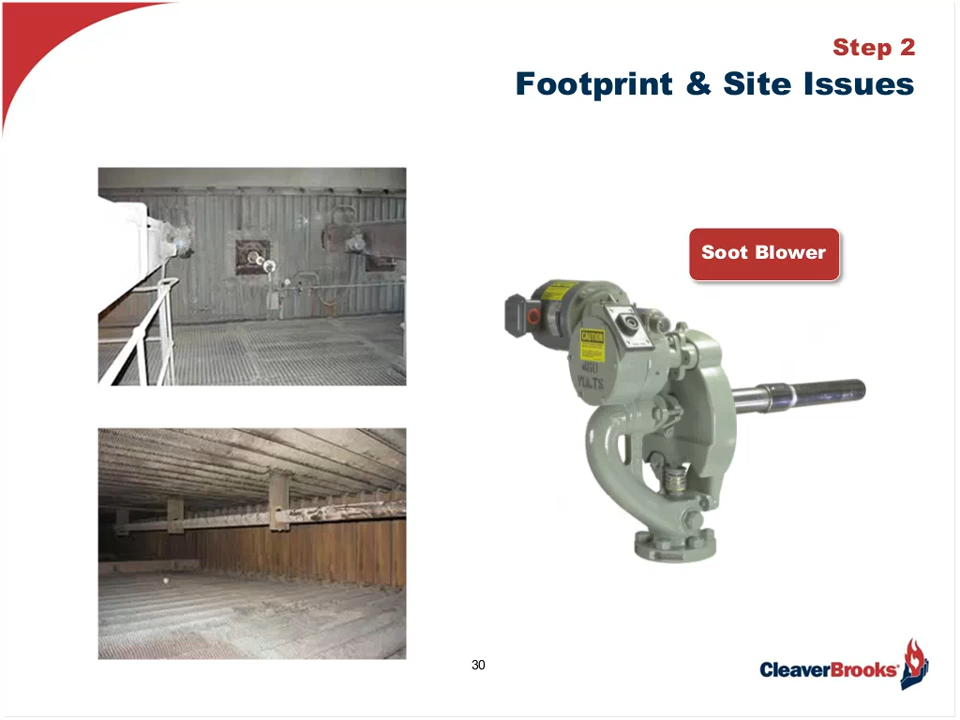 Step 2
Footprint & Site Issues
Soot Blower
CAUTION
460
VOLTS
30
CleaverBrooks®